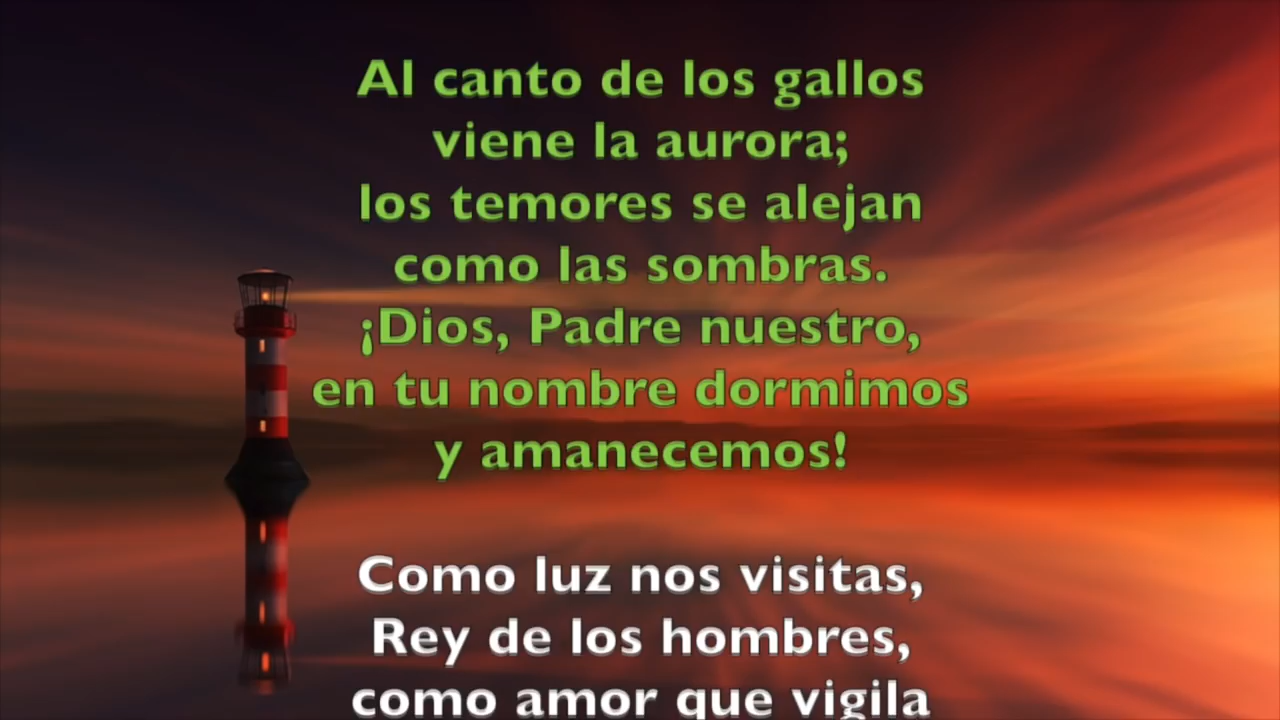 Al canto de los gallos
viene la aurora;
los temores se alejan
como las sombras.
¡Dios, Padre nuestro,
en tu nombre dormimos
y amanecemos!
Como luz nos visitas,
Rey de los hombres,
como amor que vigila